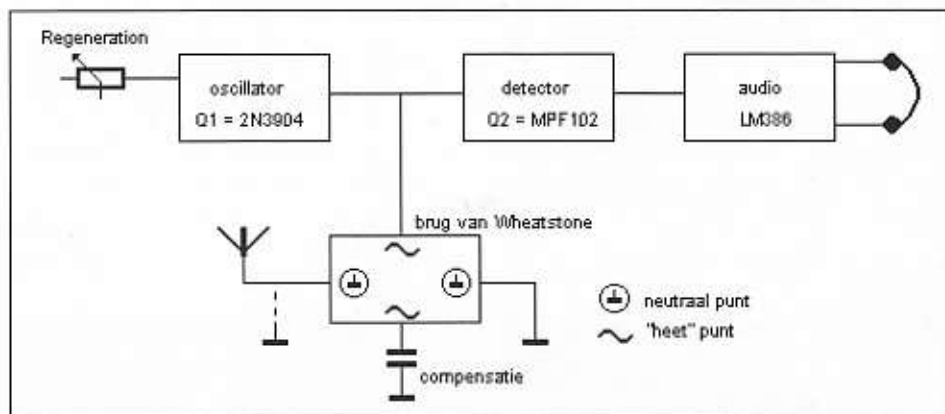 Regeneration
oscillator
Q1 = 2N3904
detector
Q2 = MPF102
audio
LM386
brug van Wheatstone
neutraal punt
"heet" punt
compensatie